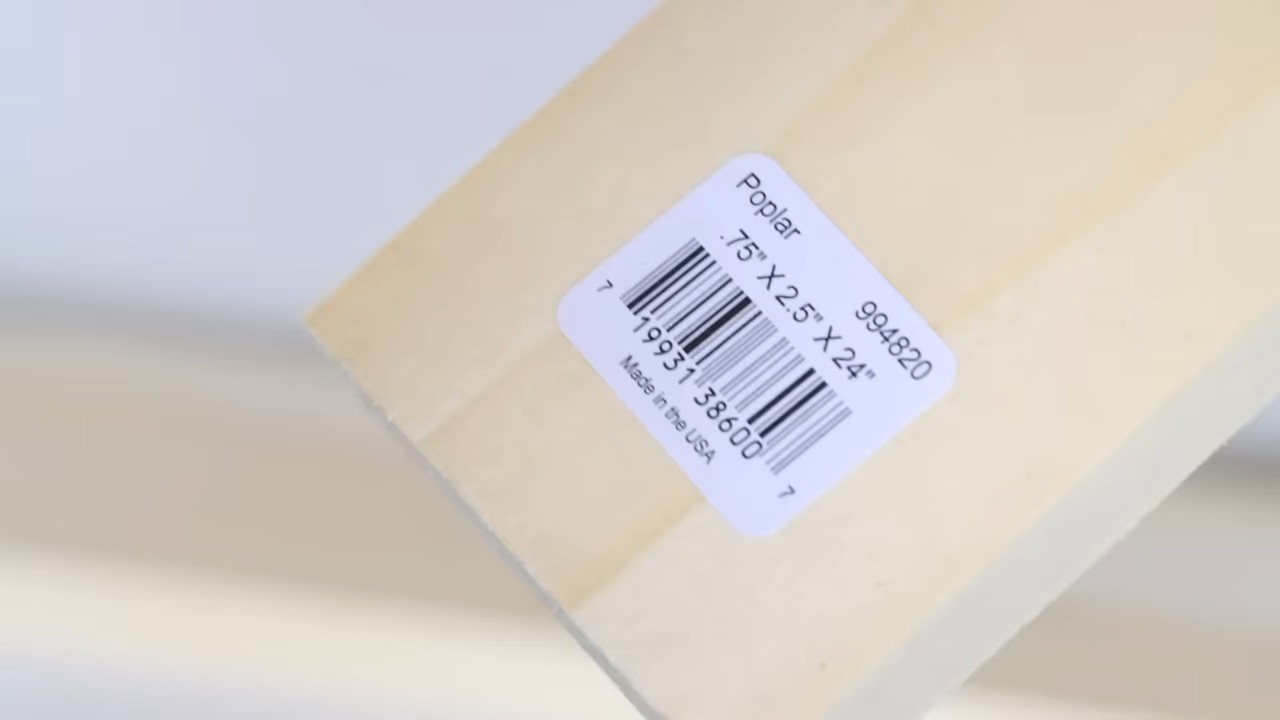 Poplar
994820
.75" X 2.5" X 24"
7 19931 38600 7
Made in the USA